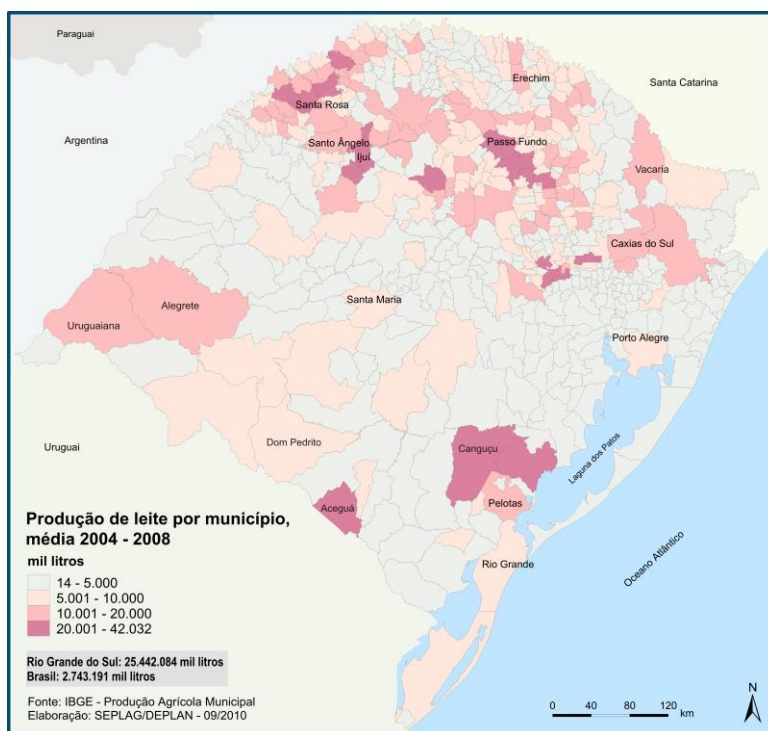 Paraguai
Santa Catarina
Erechim
Santa Rosa
Argentina
Santo Ângelo
Passo Fundo
Ijuí
Vacaria
Caxias do Sul
Alegrete
Santa Maria
Uruguaiana
Porto Alegre
Dom Pedrito
Canguçu
Uruguai
Laguna dos Patos
Aceguá
Pelotas
Rio Grande
Oceano Atlântico
Produção de leite por município,
média 2004 - 2008
mil litros
14 - 5.000
5.001 - 10.000
10.001 - 20.000
20.001 - 42.032
Rio Grande do Sul: 25.442.084 mil litros
Brasil: 2.743.191 mil litros
Fonte: IBGE - Produção Agrícola Municipal
Elaboração: SEPLAG/DEPLAN - 09/2010
N
0 40 80 120
km